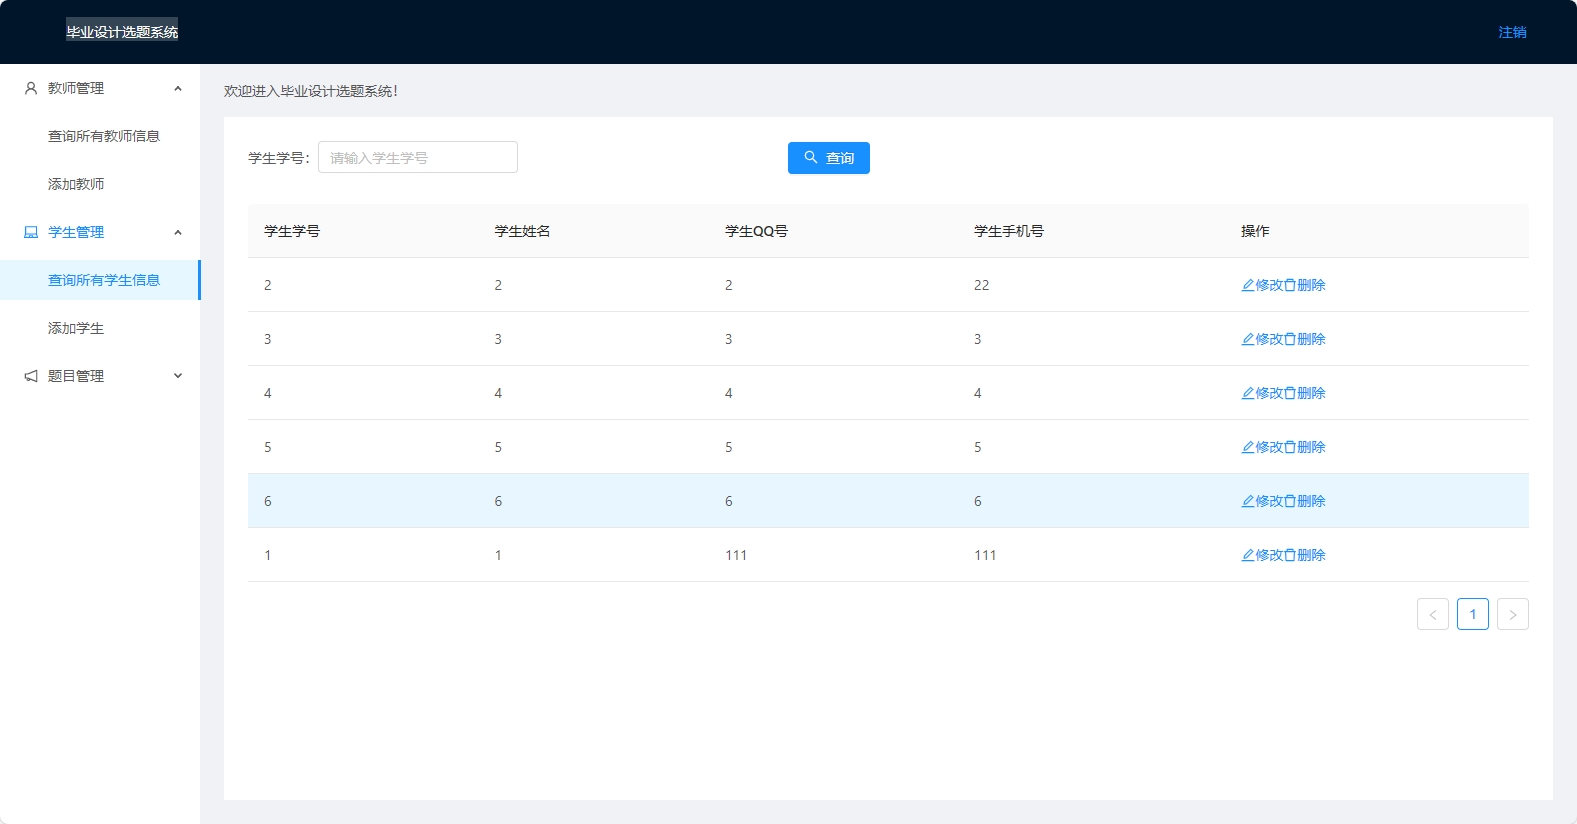 毕业设计选题系统
注销
教师管理
查询所有教师信息
添加教师
学生管理
查询所有学生信息
添加学生
题目管理
欢迎进入毕业设计选题系统！
学生学号： 请输入学生学号 查询
学生学号 学生姓名 学生QQ号 学生手机号 操作
2 2 2 22 修改删除
3 3 3 3 修改删除
4 4 4 4 修改删除
5 5 5 5 修改删除
6 6 6 6 修改删除
1 1 111 111 修改删除
< 1 >